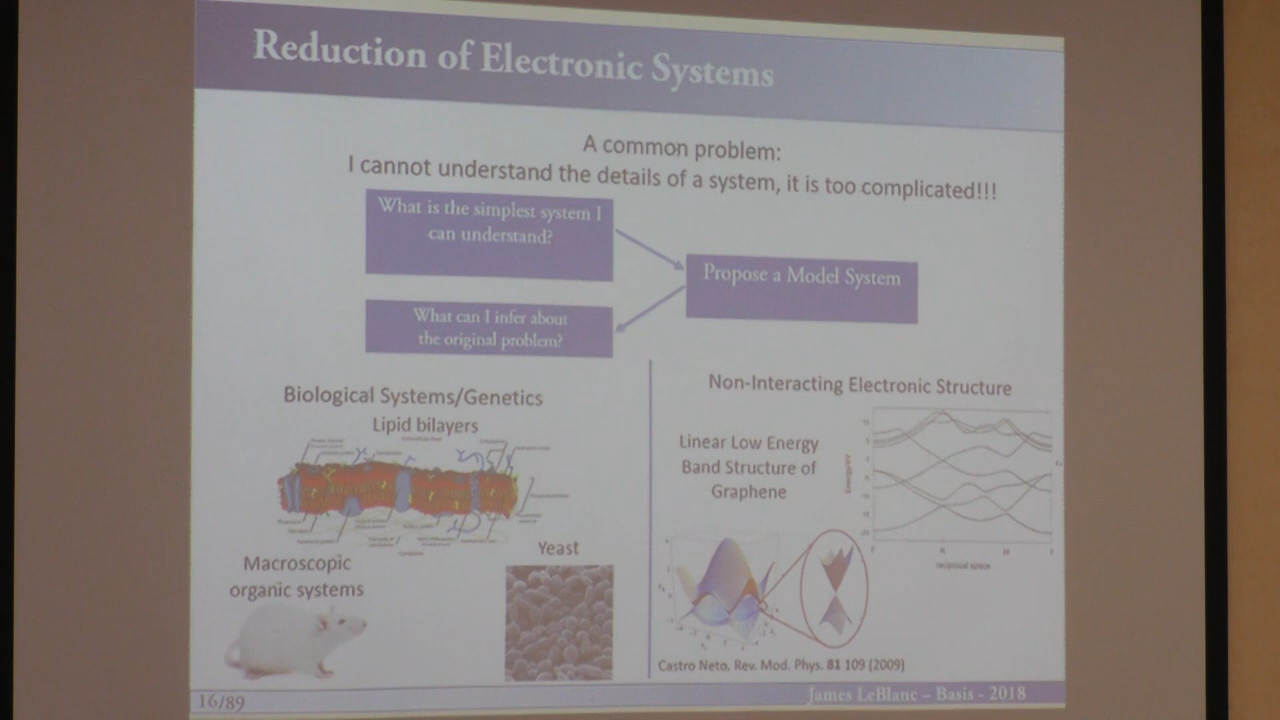 Reduction of Electronic Systems
A common problem:
I cannot understand the details of a system, it is too complicated!!!
What is the simplest system I
can understand?
Propose a Model System
What can I infer about
the original problem?
Biological Systems/Genetics
Lipid bilayers
Macroscopic
organic systems
Yeast
Non-Interacting Electronic Structure
Linear Low Energy
Band Structure of
Graphene
reciprocal space
Castro Neto, Rev. Mod. Phys. 81 109 (2009)
16/89
James LeBlanc – Basis - 2018